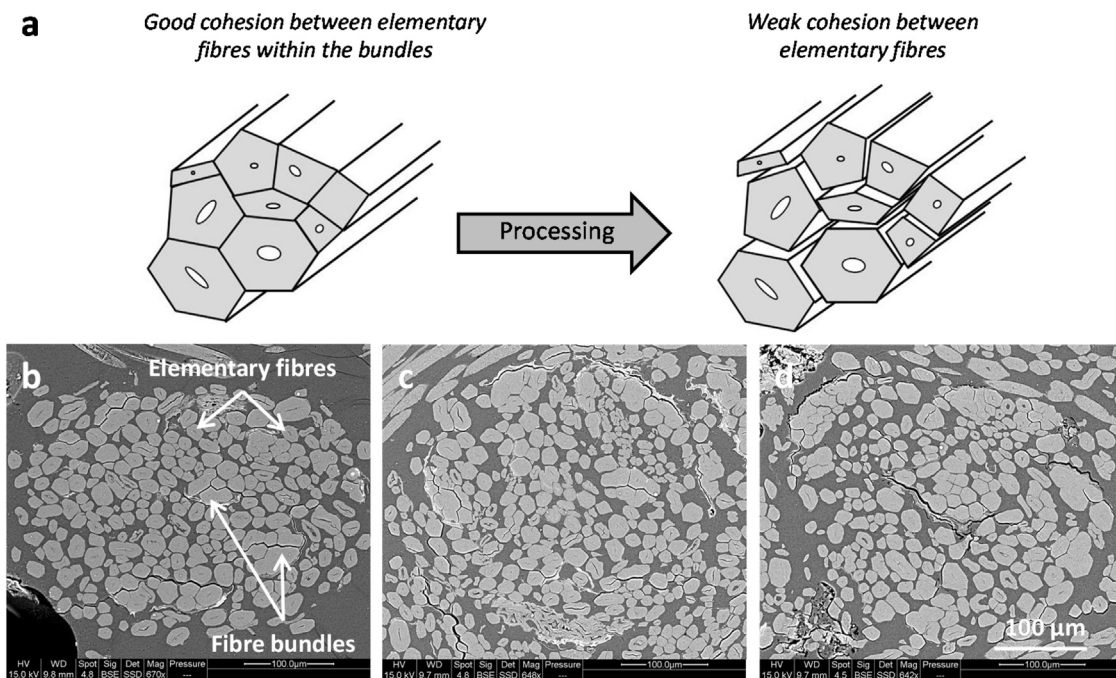 a
Good cohesion between elementary
fibres within the bundles
Weak cohesion between
elementary fibres
Processing
b
Elementary fibres
Fibre bundles
HV WD Spot Sig Det Mag Pressure
15.0 kV 9.8 mm 4.8 BSE SSD 670x --- 100.0µm
c
HV WD Spot Sig Det Mag Pressure
15.0 kV 9.7 mm 4.8 BSE SSD 648x --- 100.0µm
d
100 µm
HV WD Spot Sig Det Mag Pressure
15.0 kV 9.7 mm 4.5 BSE SSD 642x --- 100.0µm